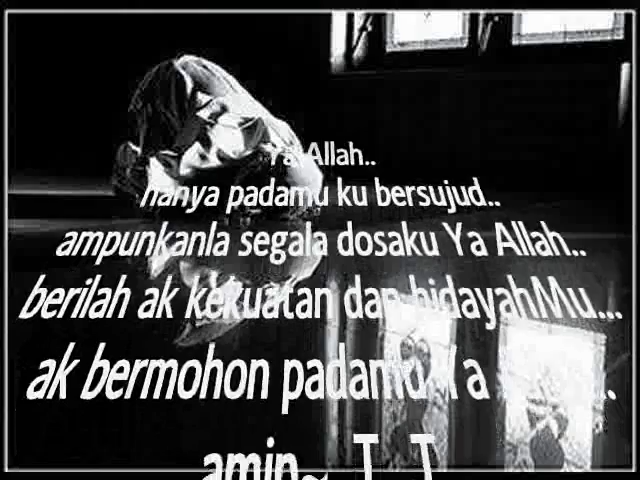 Ya Allah..
hanya padamu ku bersujud..
ampunkanla segala dosaku Ya Allah..
berilah ak kekuatan dan hidayahMu...
ak bermohon padamu Ya ..
amin~ T_T